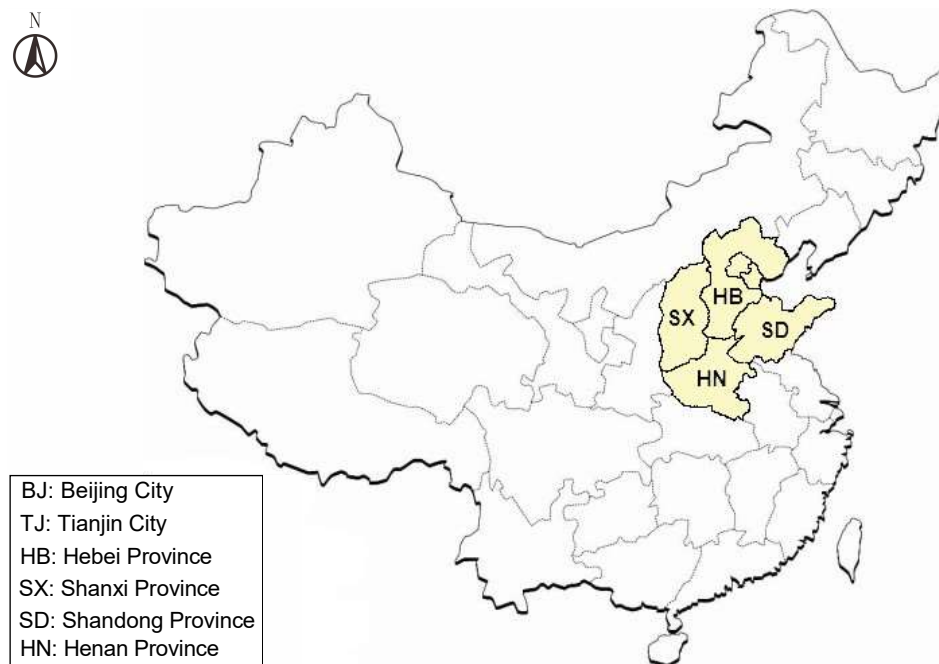 N
HB
SX
SD
HN
BJ: Beijing City
TJ: Tianjin City
HB: Hebei Province
SX: Shanxi Province
SD: Shandong Province
HN: Henan Province